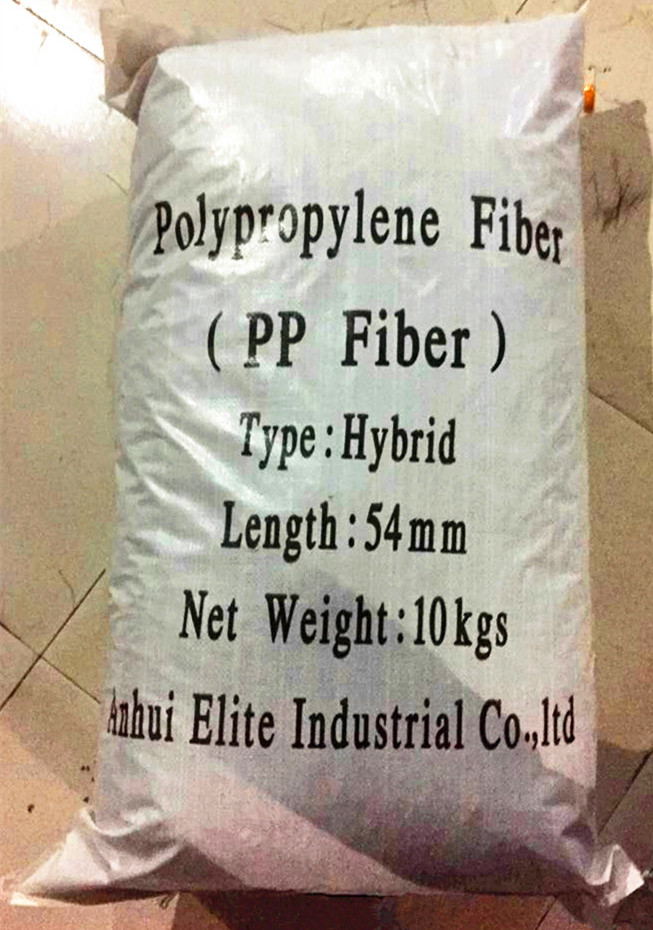 Polypropylene Fiber
( PP Fiber )
Type:Hybrid
Length:54mm
Net Weight:10kgs
Anhui Elite Industrial Co.,ltd